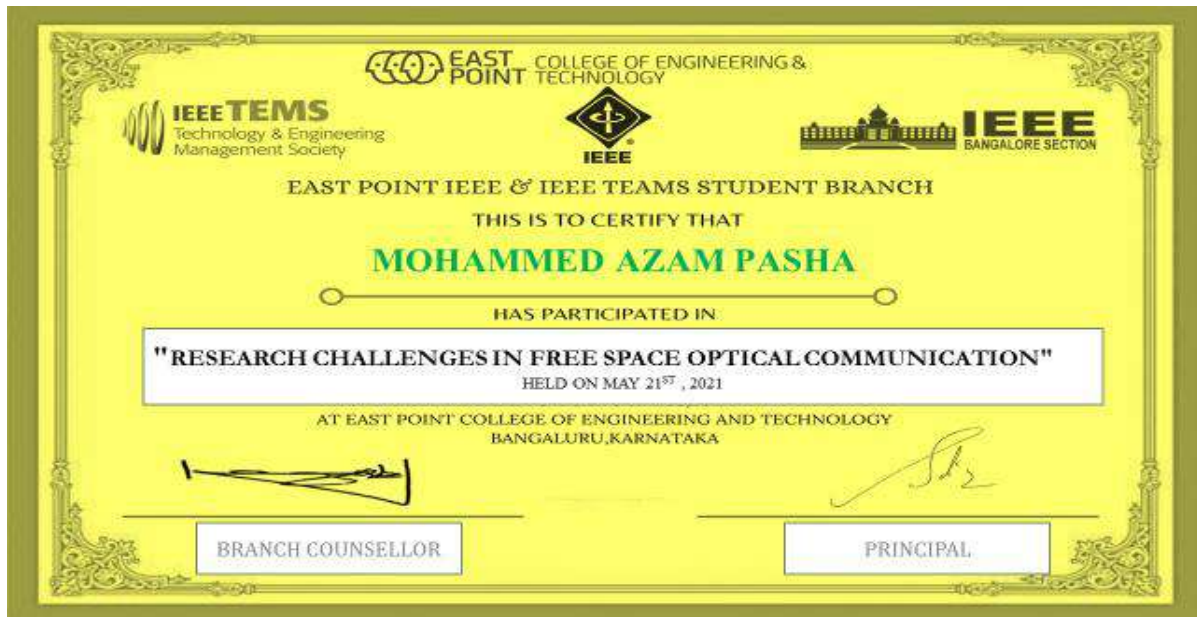 EAST POINT COLLEGE OF ENGINEERING & TECHNOLOGY
IEEE TEMS
Technology & Engineering
Management Society
IEEE
IEEE
BANGALORE SECTION
EAST POINT IEEE & IEEE TEAMS STUDENT BRANCH
THIS IS TO CERTIFY THAT
MOHAMMED AZAM PASHA
HAS PARTICIPATED IN
"RESEARCH CHALLENGES IN FREE SPACE OPTICAL COMMUNICATION"
HELD ON MAY 21ST , 2021
AT EAST POINT COLLEGE OF ENGINEERING AND TECHNOLOGY
BANGALURU,KARNATAKA
BRANCH COUNSELLOR
PRINCIPAL